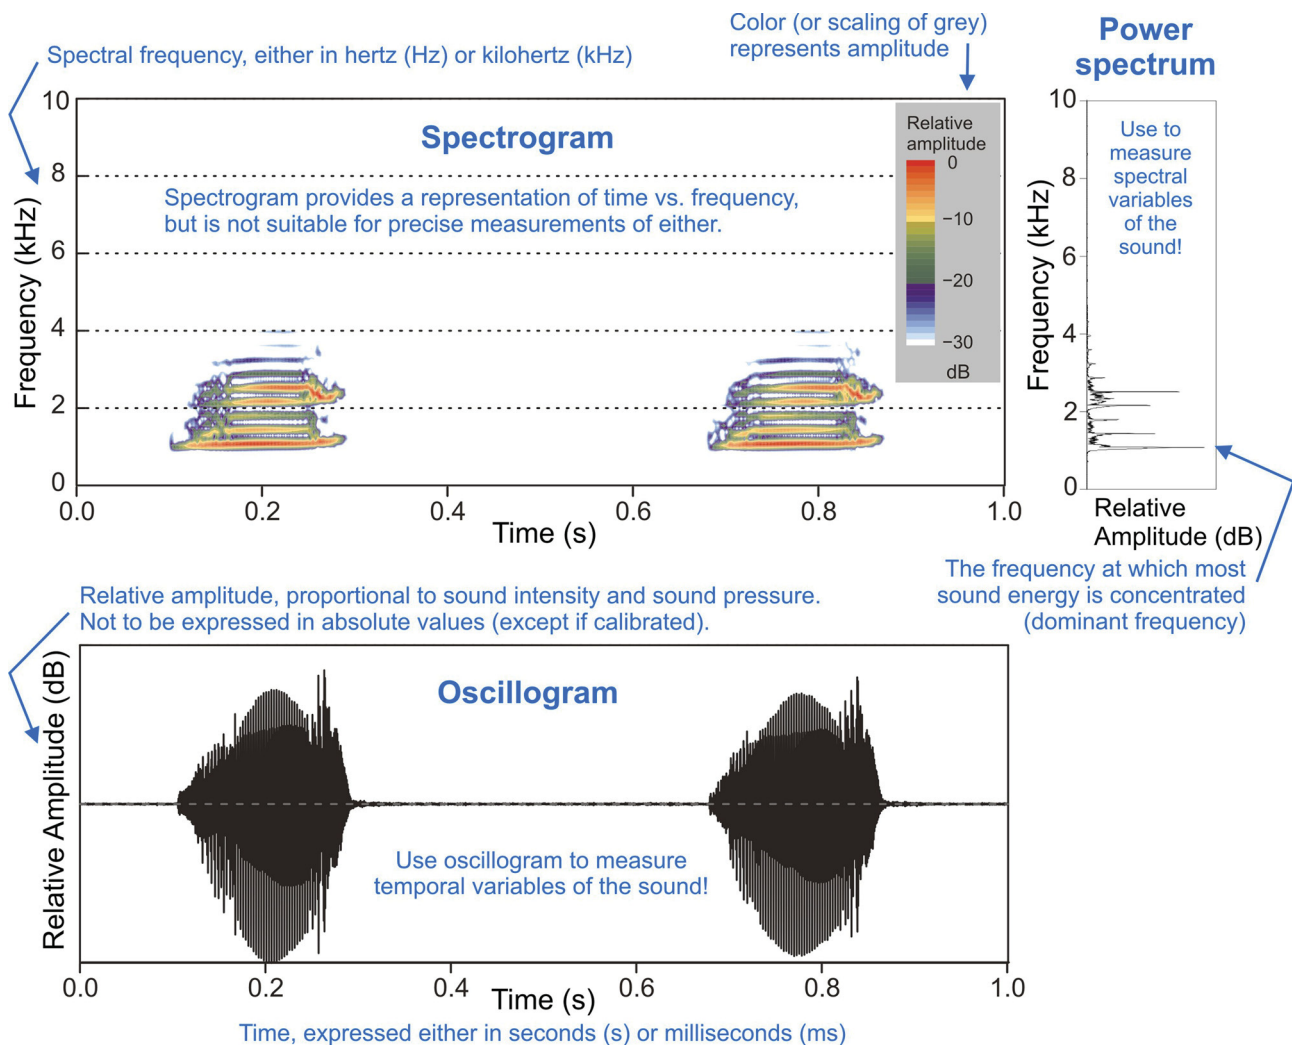 Spectral frequency, either in hertz (Hz) or kilohertz (kHz)
Color (or scaling of grey)
represents amplitude
Power
spectrum
Spectrogram
Spectrogram provides a representation of time vs. frequency,
but is not suitable for precise measurements of either.
Frequency (kHz)
10
8
6
4
2
0
0.0
0.2
0.4
0.6
0.8
1.0
Time (s)
Relative
amplitude
0
−10
−20
−30
dB
Use to
measure
spectral
variables
of the
sound!
Frequency (kHz)
10
8
6
4
2
0
Relative
Amplitude (dB)
The frequency at which most
sound energy is concentrated
(dominant frequency)
Relative amplitude, proportional to sound intensity and sound pressure.
Not to be expressed in absolute values (except if calibrated).
Oscillogram
Relative Amplitude (dB)
Use oscillogram to measure
temporal variables of the sound!
0.0
0.2
0.4
0.6
0.8
1.0
Time (s)
Time, expressed either in seconds (s) or milliseconds (ms)